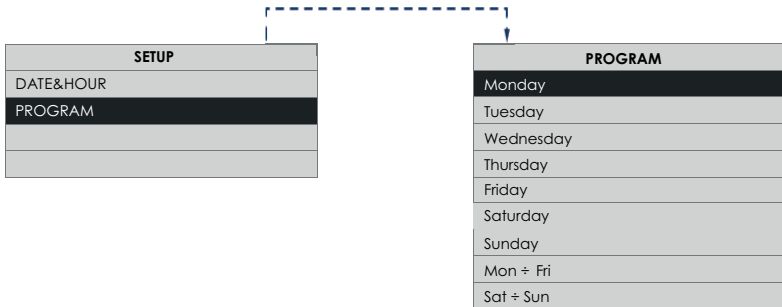 SETUP
DATE&HOUR
PROGRAM
PROGRAM
Monday
Tuesday
Wednesday
Thursday
Friday
Saturday
Sunday
Mon ÷ Fri
Sat ÷ Sun